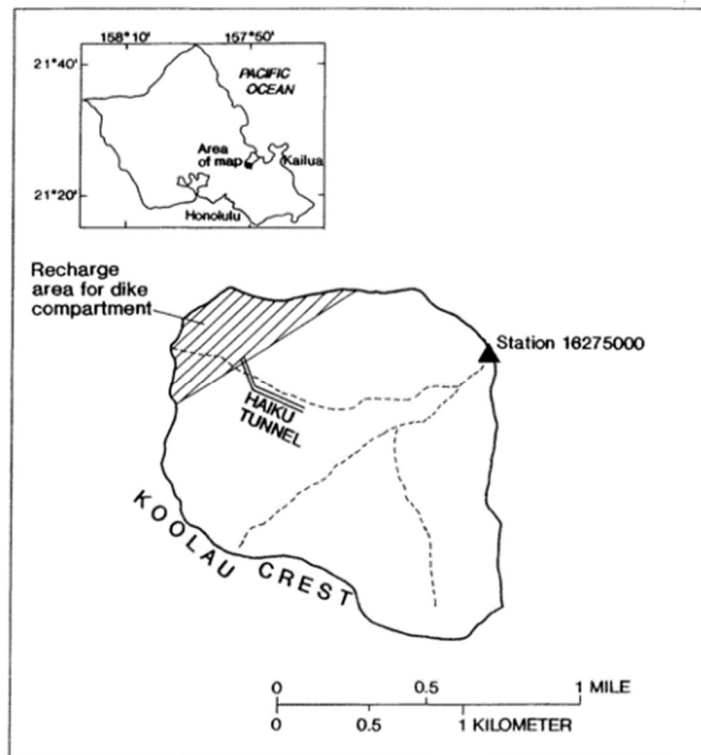 158°10' 157°50'
21°40'
PACIFIC
OCEAN
Area
of map
Kailua
21°20'
Honolulu
Recharge
area for dike
compartment
Station 16275000
HAIKU
TUNNEL
KOOLAU CREST
0 0.5 1 MILE
0 0.5 1 KILOMETER